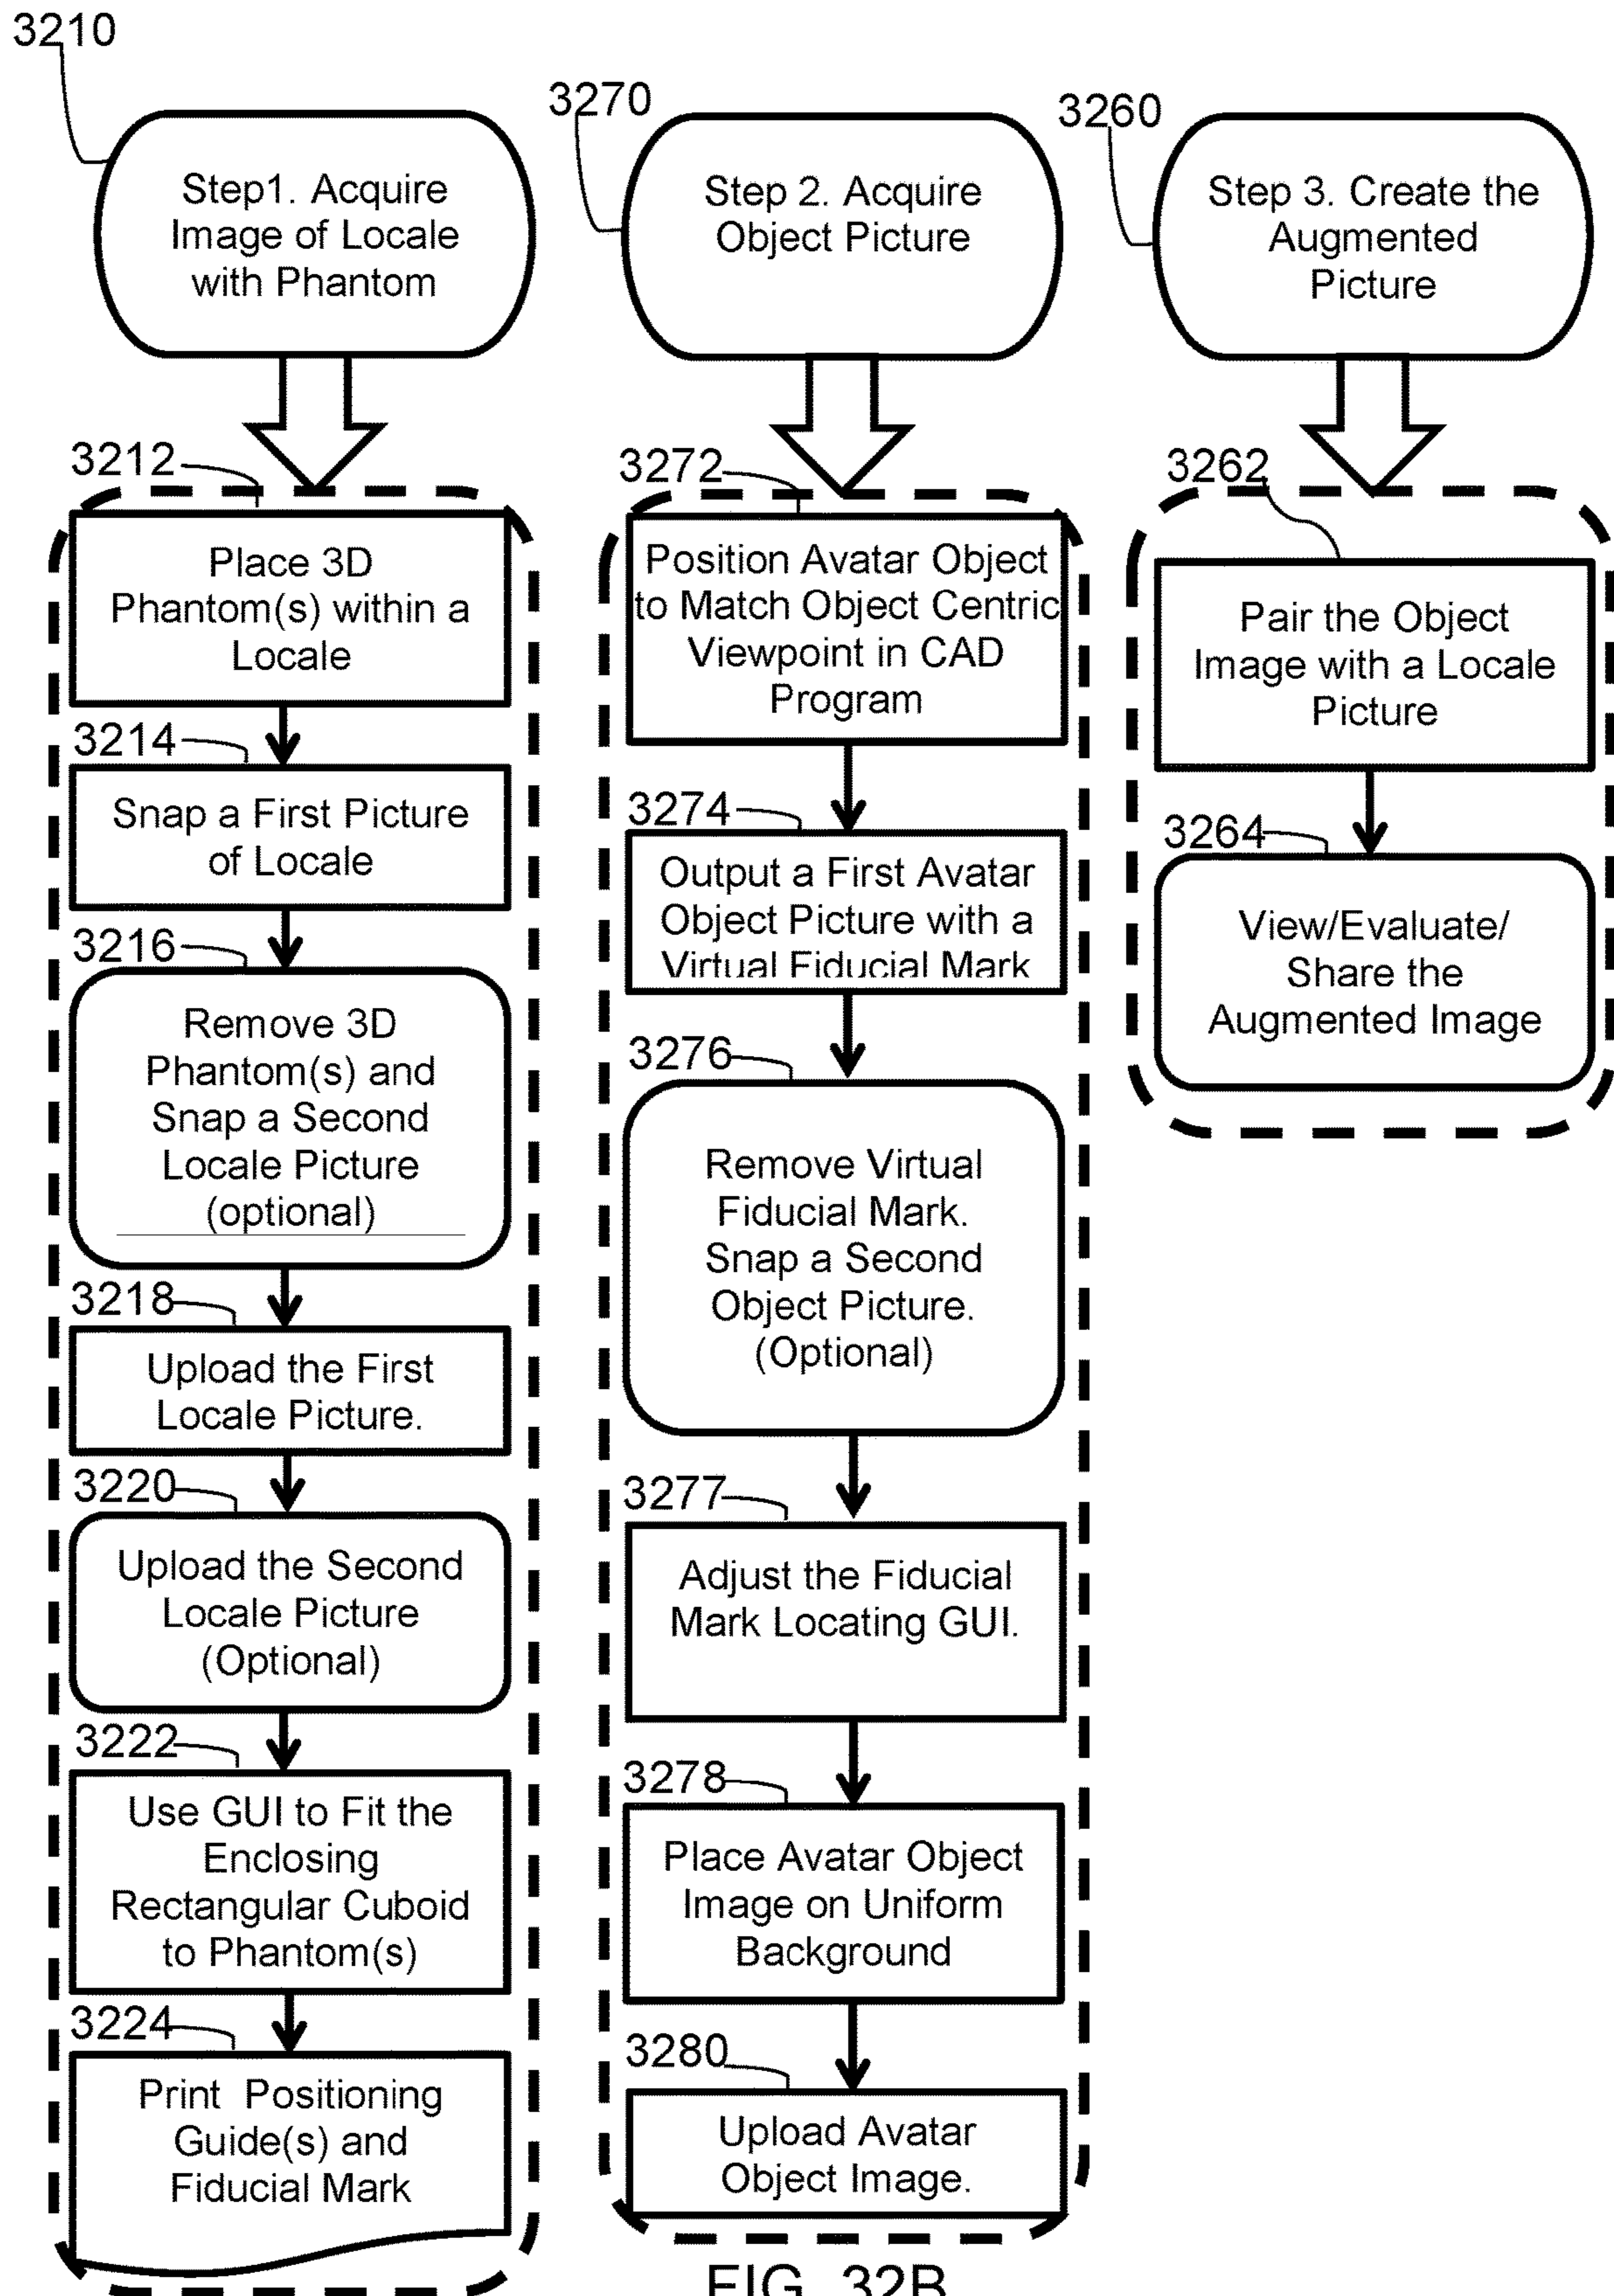 3210
Step1. Acquire
Image of Locale
with Phantom
3212
Place 3D
Phantom(s) within a
Locale
3214
Snap a First Picture
of Locale
3216
Remove 3D
Phantom(s) and
Snap a Second
Locale Picture
(optional)
3218
Upload the First
Locale Picture.
3220
Upload the Second
Locale Picture
(Optional)
3222
Use GUI to Fit the
Enclosing
Rectangular Cuboid
to Phantom(s)
3224
Print Positioning
Guide(s) and
Fiducial Mark
3270
Step 2. Acquire
Object Picture
3272
Position Avatar Object
to Match Object Centric
Viewpoint in CAD
Program
3274
Output a First Avatar
Object Picture with a
Virtual Fiducial Mark
3276
Remove Virtual
Fiducial Mark.
Snap a Second
Object Picture.
(Optional)
3277
Adjust the Fiducial
Mark Locating GUI.
3278
Place Avatar Object
Image on Uniform
Background
3280
Upload Avatar
Object Image.
3260
Step 3. Create the
Augmented
Picture
3262
Pair the Object
Image with a Locale
Picture
3264
View/Evaluate/
Share the
Augmented Image
FIG. 32B